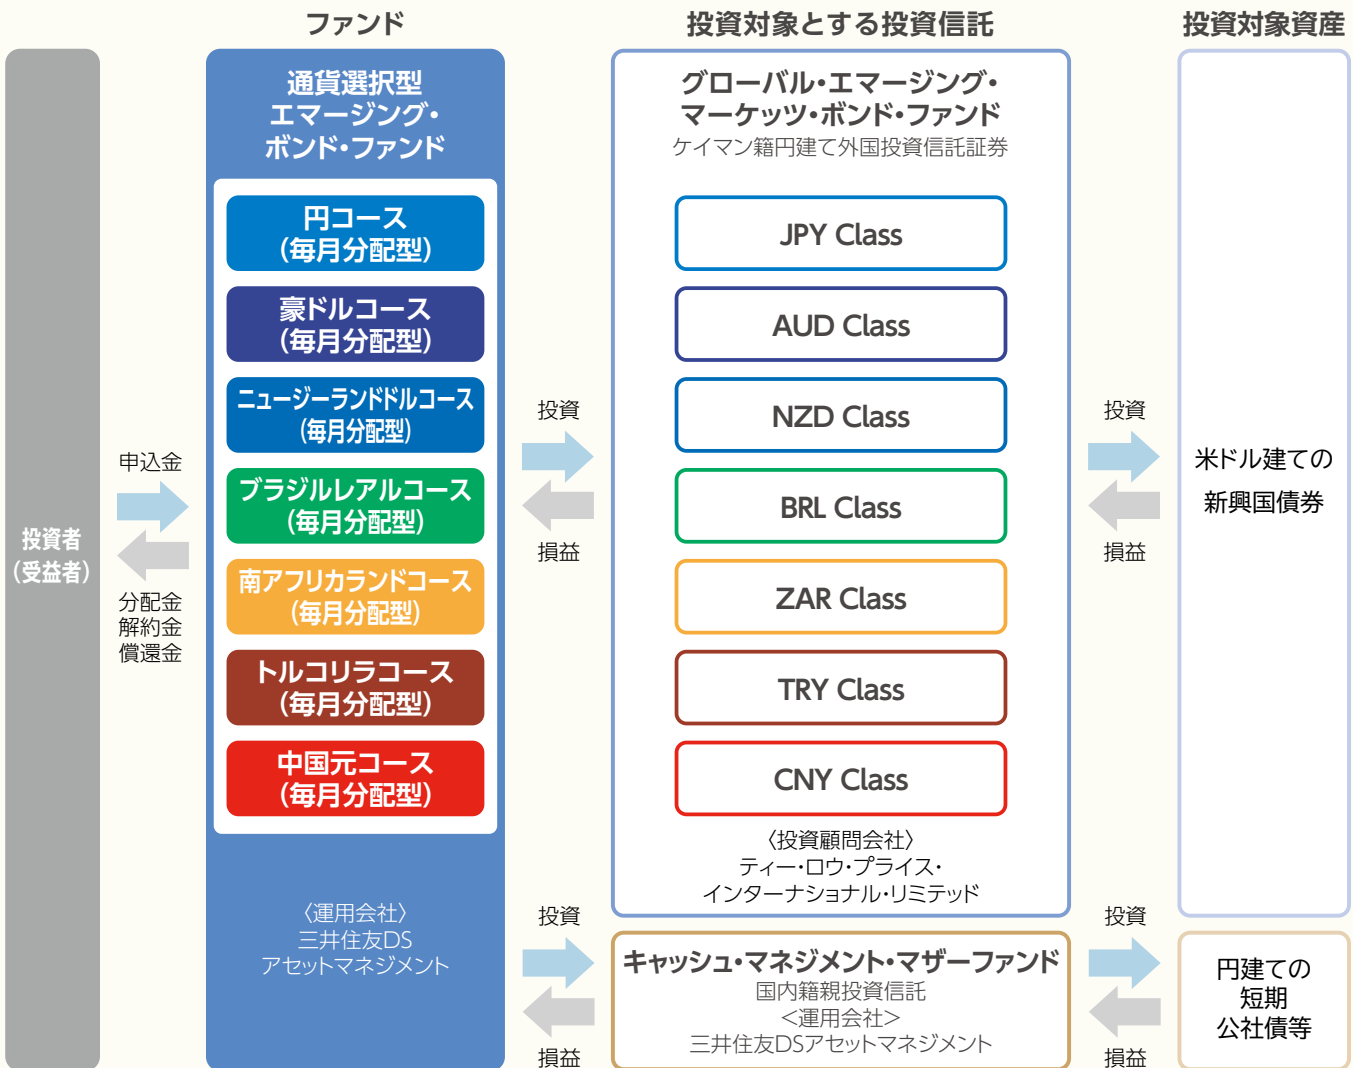 ファンド
投資対象とする投資信託
投資対象資産
投資者
(受益者)
申込金
分配金
解約金
償還金
通貨選択型
エマージング・
ボンド・ファンド
円コース
(毎月分配型)
豪ドルコース
(毎月分配型)
ニュージーランドドルコース
(毎月分配型)
ブラジルレアルコース
(毎月分配型)
南アフリカランドコース
(毎月分配型)
トルコリラコース
(毎月分配型)
中国元コース
(毎月分配型)
〈運用会社〉
三井住友DS
アセットマネジメント
投資
損益
投資
損益
グローバル・エマージング・
マーケッツ・ボンド・ファンド
ケイマン籍円建て外国投資信託証券
JPY Class
AUD Class
NZD Class
BRL Class
ZAR Class
TRY Class
CNY Class
〈投資顧問会社〉
ティー・ロウ・プライス・
インターナショナル・リミテッド
キャッシュ・マネジメント・マザーファンド
国内籍親投資信託
<運用会社>
三井住友DSアセットマネジメント
投資
損益
投資
損益
米ドル建ての
新興国債券
円建ての
短期
公社債等